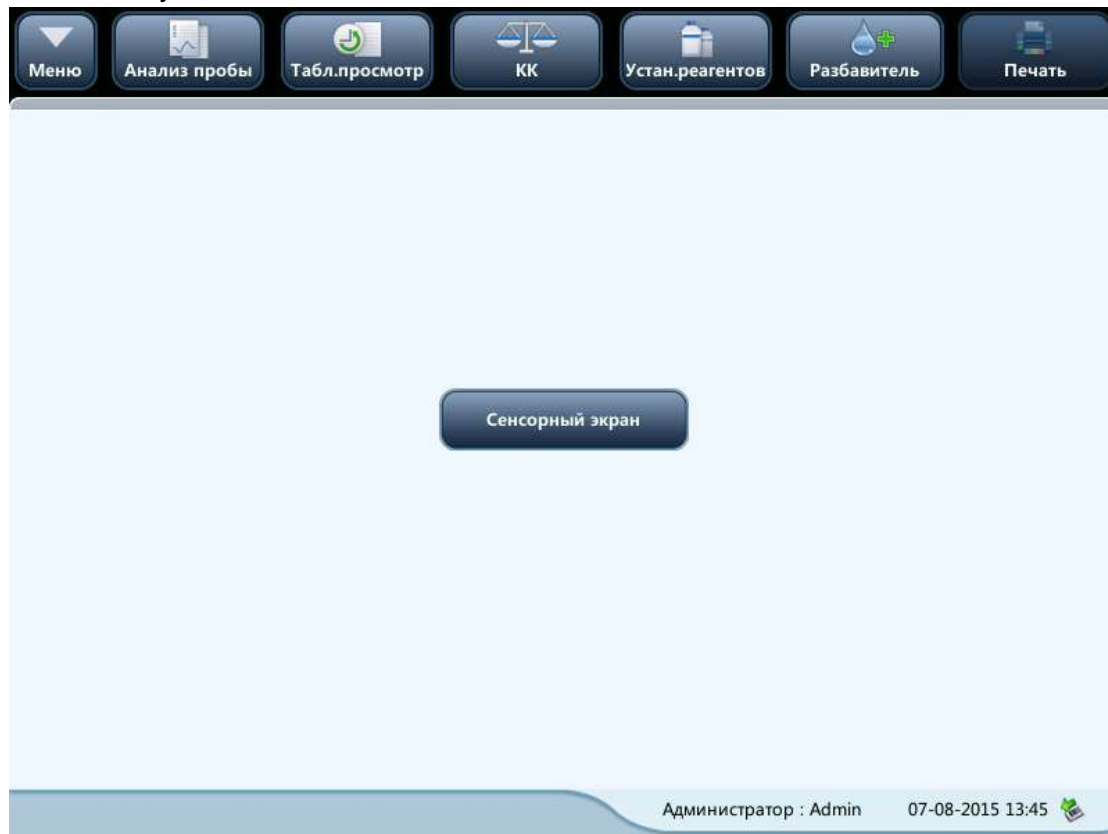 Меню Анализ пробы Табл.просмотр КК Устан.реагентов Разбавитель Печать
Сенсорный экран
Администратор : Admin 07-08-2015 13:45